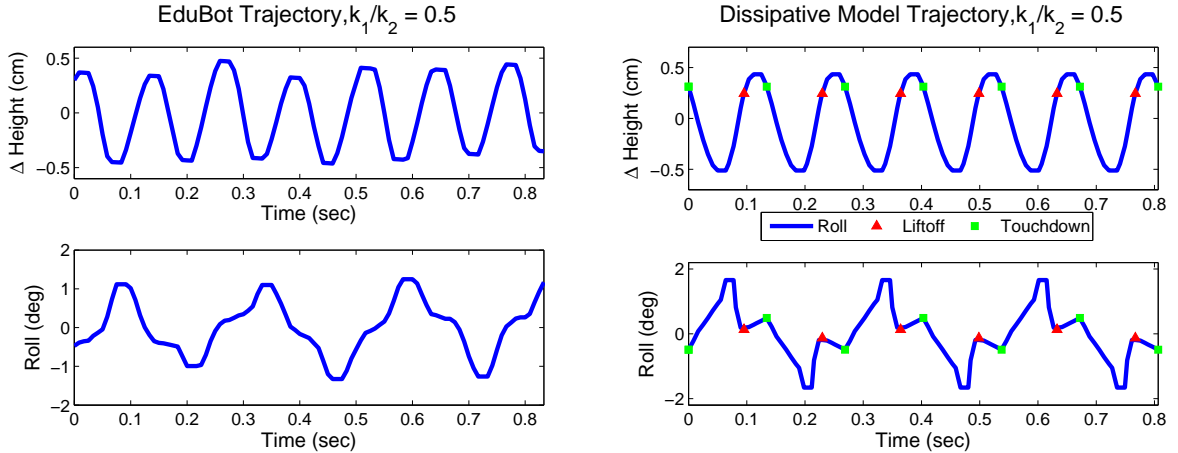 EduBot Trajectory,k1/k2 = 0.5
0.5
0
−0.5
Δ Height (cm)
0 0.1 0.2 0.3 0.4 0.5 0.6 0.7 0.8
Time (sec)
2
1
0
−1
−2
Roll (deg)
0 0.1 0.2 0.3 0.4 0.5 0.6 0.7 0.8
Time (sec)
Dissipative Model Trajectory,k1/k2 = 0.5
0.5
0
−0.5
Δ Height (cm)
0 0.1 0.2 0.3 0.4 0.5 0.6 0.7 0.8
Roll Liftoff Touchdown
2
0
−2
Roll (deg)
0 0.1 0.2 0.3 0.4 0.5 0.6 0.7 0.8
Time (sec)